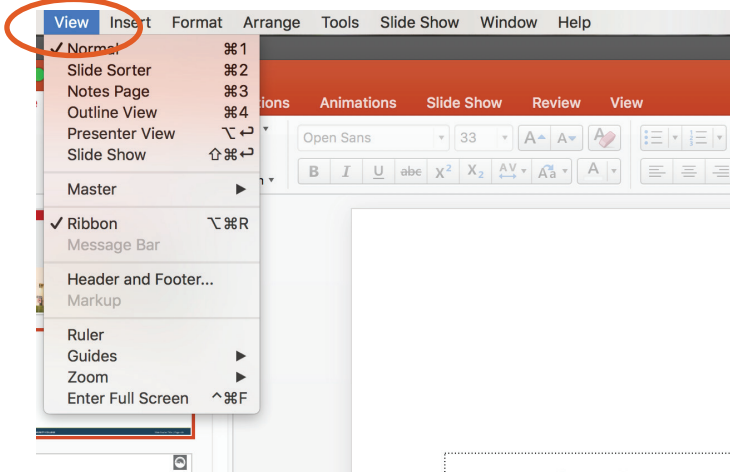 View Insert Format Arrange Tools Slide Show Window Help
✓ Normal ⌘1
Slide Sorter ⌘2
Notes Page ⌘3
Outline View ⌘4
Presenter View ⌥↩
Slide Show ⇧⌘↩
Master ▶
✓ Ribbon ⌥⌘R
Message Bar
Header and Footer...
Markup
Ruler
Guides ▶
Zoom ▶
Enter Full Screen ^⌘F
Animations Slide Show Review View
Open Sans 33 A A A
B I U abc X² X₂ AV Aa A